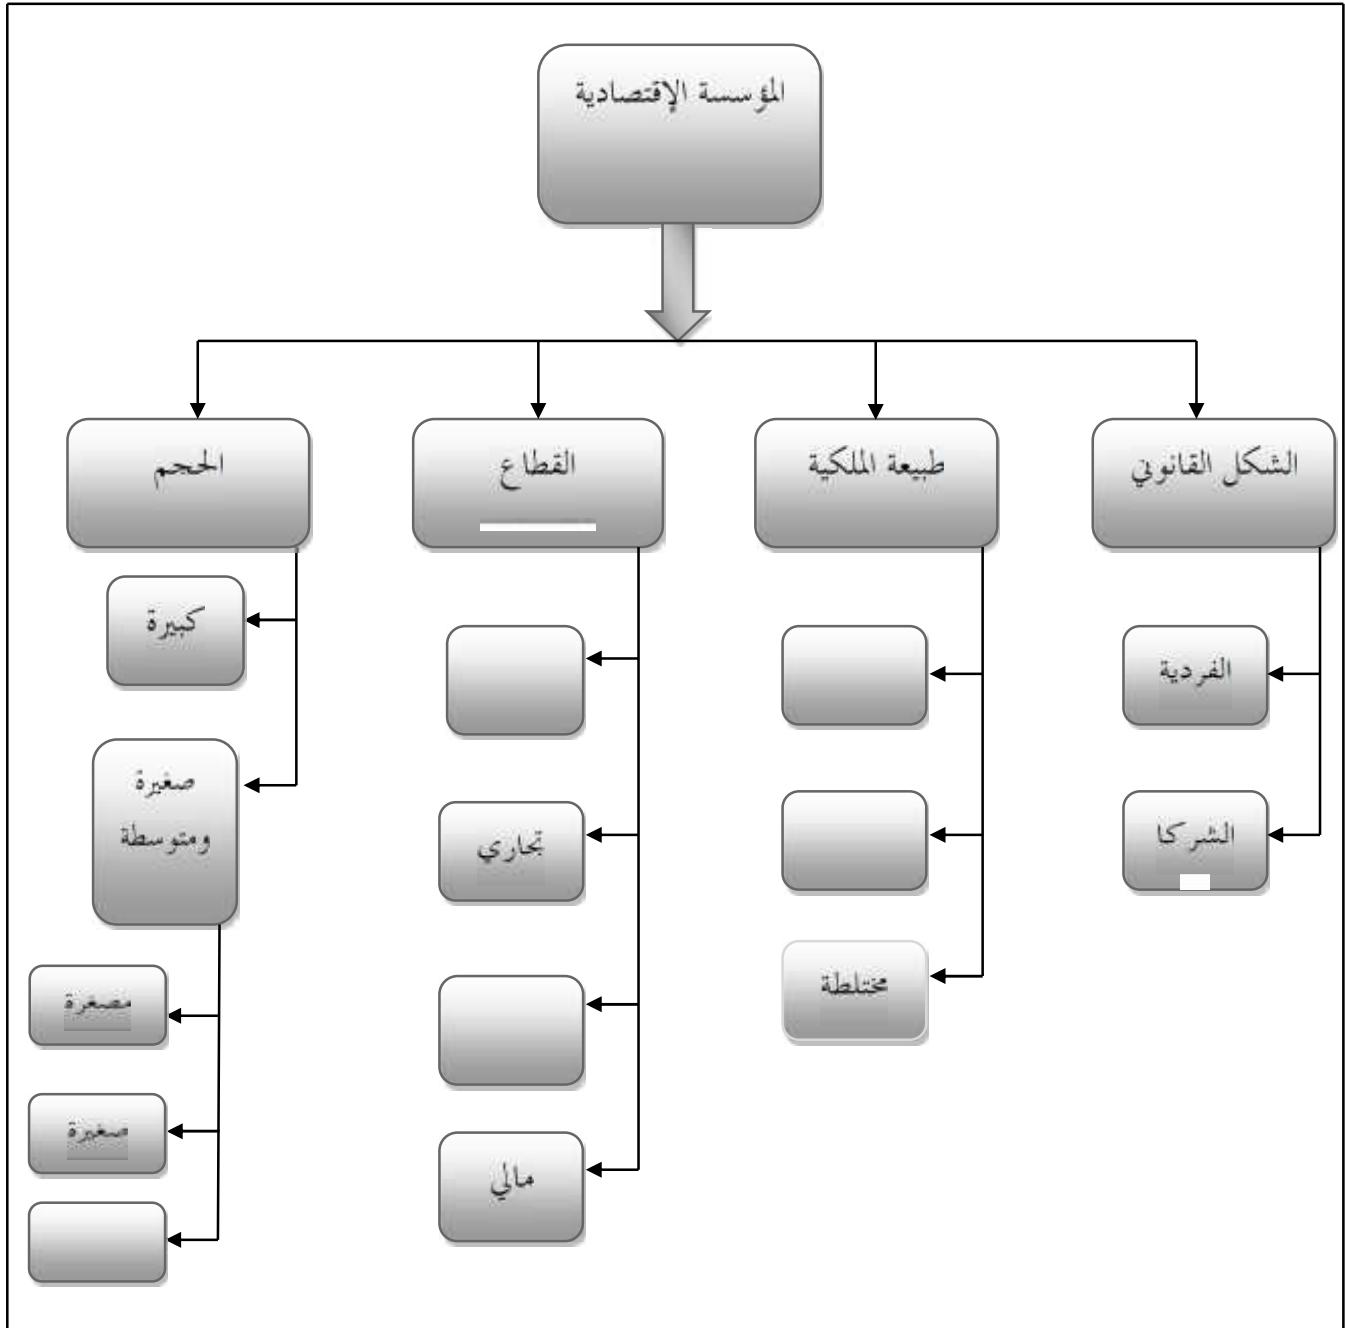 المؤسسة الإقتصادية
الشكل القانوني
طبيعة الملكية
القطاع
الحجم
الفردية
الشركا
مختلطة
تجاري
مالي
كبيرة
صغيرة
ومتوسطة
مصغرة
صغيرة